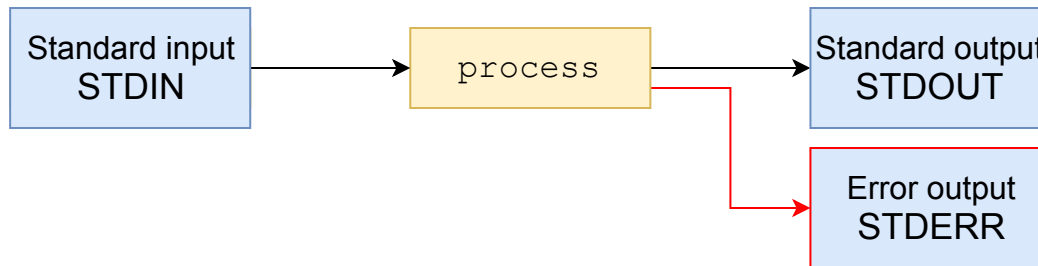 Standard input
STDIN
process
Standard output
STDOUT
Error output
STDERR